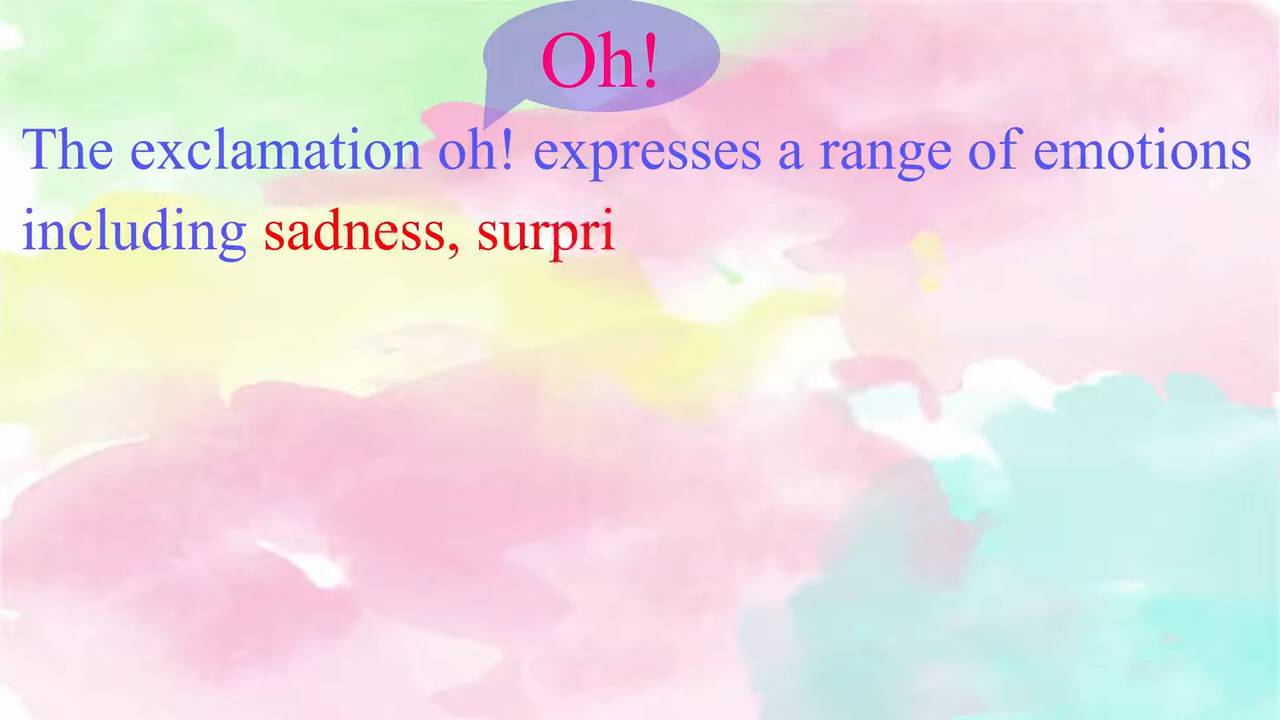 Oh!
The exclamation oh! expresses a range of emotions
including sadness, surpri